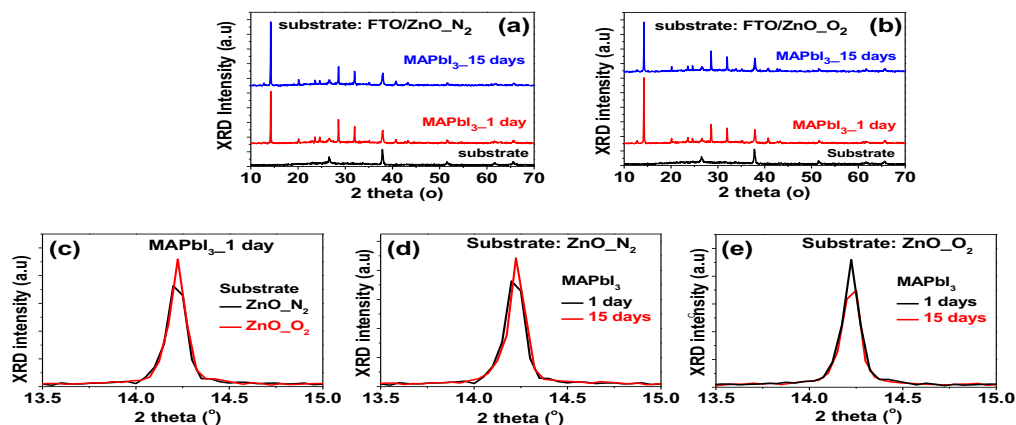 substrate: FTO/ZnO_N2 (a)
MAPbI3_15 days
MAPbI3_1 day
substrate
XRD Intensity (a.u)
10 20 30 40 50 60 70
2 theta (o)
substrate: FTO/ZnO_O2 (b)
MAPbI3_15 days
MAPbI3_1 day
Substrate
XRD intensity (a.u)
10 20 30 40 50 60 70
2 theta (o)
(c) MAPbI3_1 day
Substrate
ZnO_N2
ZnO_O2
XRD intensity (a.u)
13.5 14.0 14.5 15.0
2 theta (o)
(d) Substrate: ZnO_N2
MAPbI3
1 day
15 days
XRD intensity (a.u)
13.5 14.0 14.5 15.0
2 theta (o)
(e) Substrate: ZnO_O2
MAPbI3
1 days
15 days
XRD intensity (a.u)
13.5 14.0 14.5 15.0
2 theta (o)